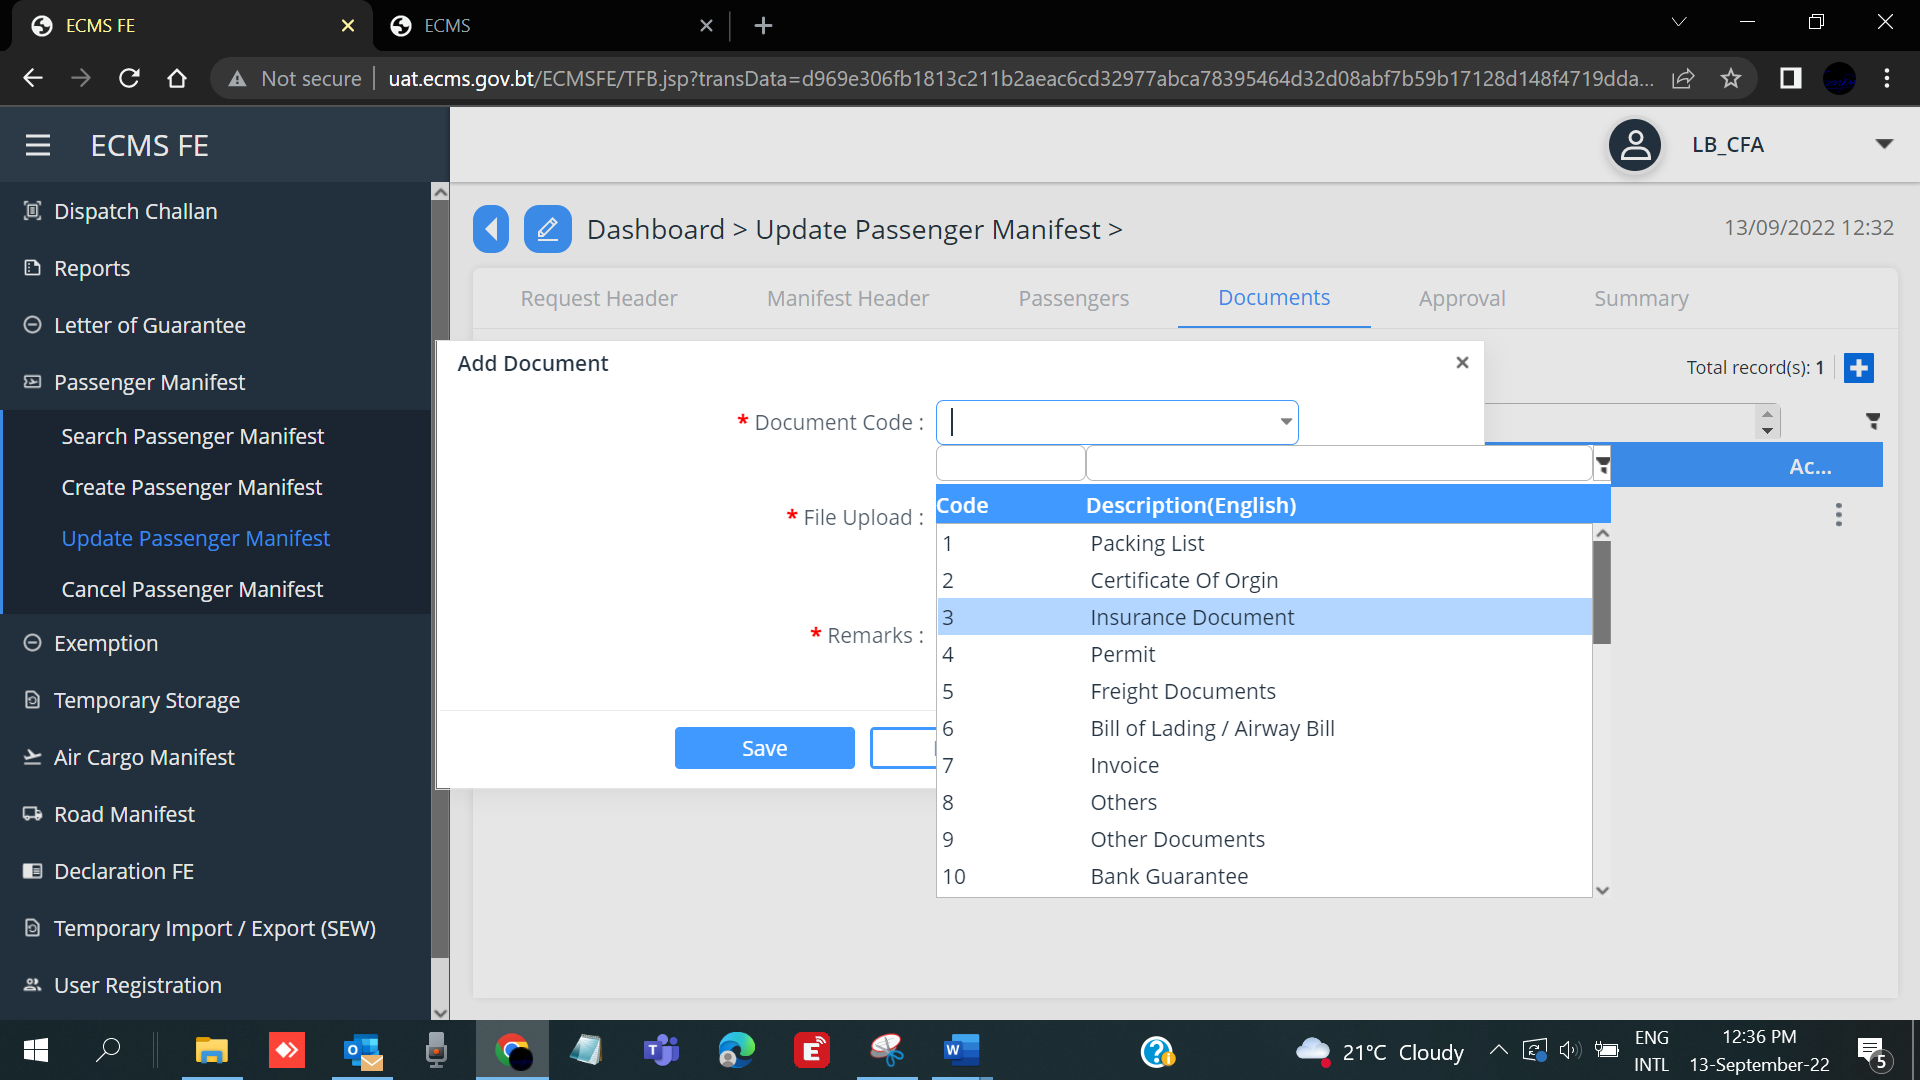 ECMS FE
ECMS
Not secure
uat.ecms.gov.bt/ECMSFE/TFB.jsp?transData=d969e306fb1813c211b2aeac6cd32977abca78395464d32d08abf7b59b17128d148f4719dda...
ECMS FE
LB_CFA
Dispatch Challan
Reports
Letter of Guarantee
Passenger Manifest
Search Passenger Manifest
Create Passenger Manifest
Update Passenger Manifest
Cancel Passenger Manifest
Exemption
Temporary Storage
Air Cargo Manifest
Road Manifest
Declaration FE
Temporary Import / Export (SEW)
User Registration
Dashboard > Update Passenger Manifest >
13/09/2022 12:32
Request Header
Manifest Header
Passengers
Documents
Approval
Summary
Total record(s): 1
Ac...
Add Document
* Document Code :
* File Upload :
* Remarks :
Save
Code Description(English)
1 Packing List
2 Certificate Of Orgin
3 Insurance Document
4 Permit
5 Freight Documents
6 Bill of Lading / Airway Bill
7 Invoice
8 Others
9 Other Documents
10 Bank Guarantee
21°C Cloudy
ENG
INTL
12:36 PM
13-September-22
5